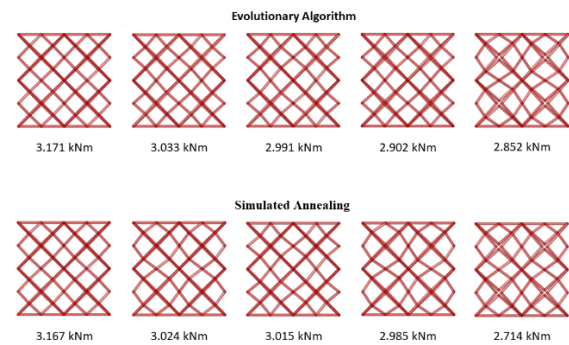 Evolutionary Algorithm
3.171 kNm 3.033 kNm 2.991 kNm 2.902 kNm 2.852 kNm
Simulated Annealing
3.167 kNm 3.024 kNm 3.015 kNm 2.985 kNm 2.714 kNm